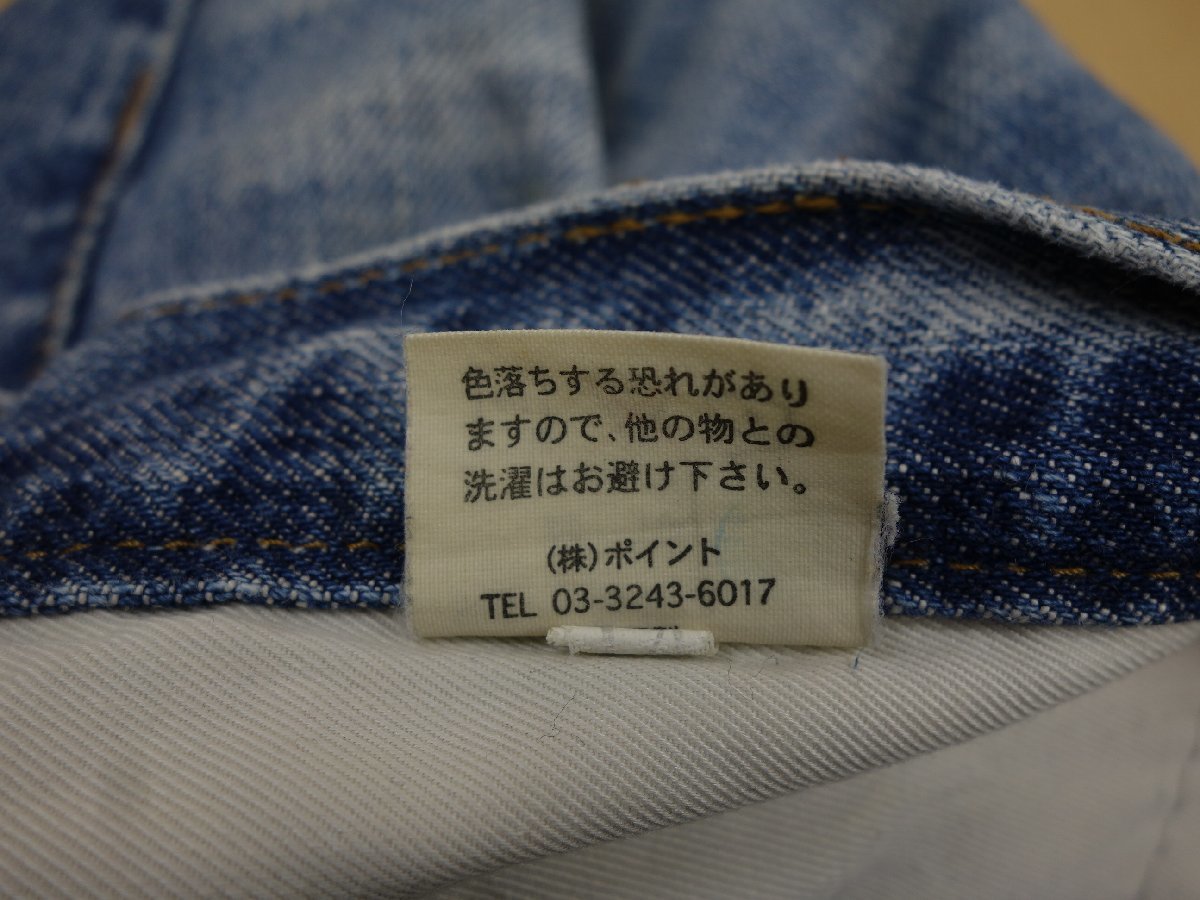 色落ちする恐れがあり
ますので、他の物との
洗濯はお避け下さい。
(株)ポイント
TEL 03-3243-6017